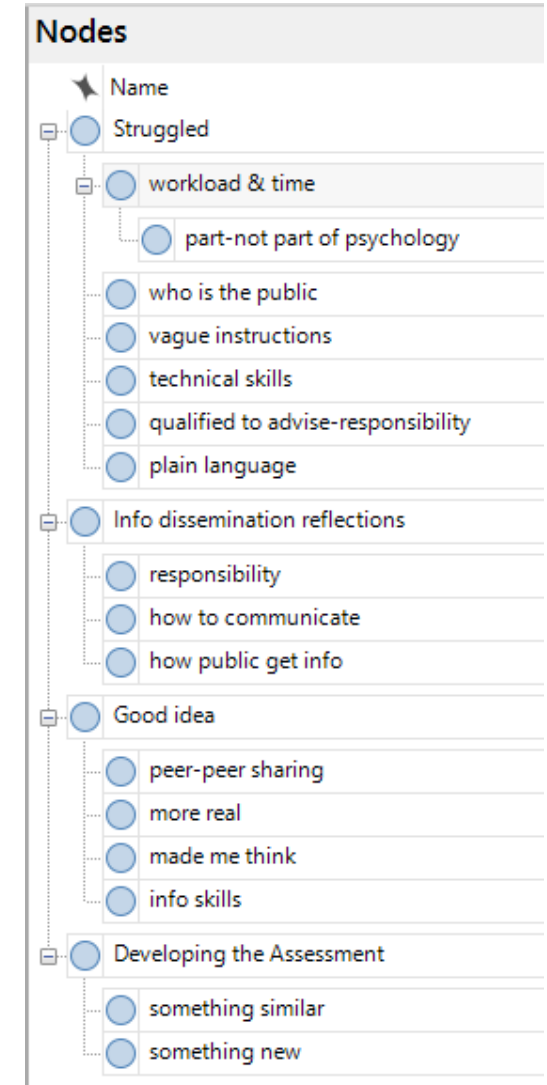 Nodes
Name
Struggled
workload & time
part-not part of psychology
who is the public
vague instructions
technical skills
qualified to advise-responsibility
plain language
Info dissemination reflections
responsibility
how to communicate
how public get info
Good idea
peer-peer sharing
more real
made me think
info skills
Developing the Assessment
something similar
something new